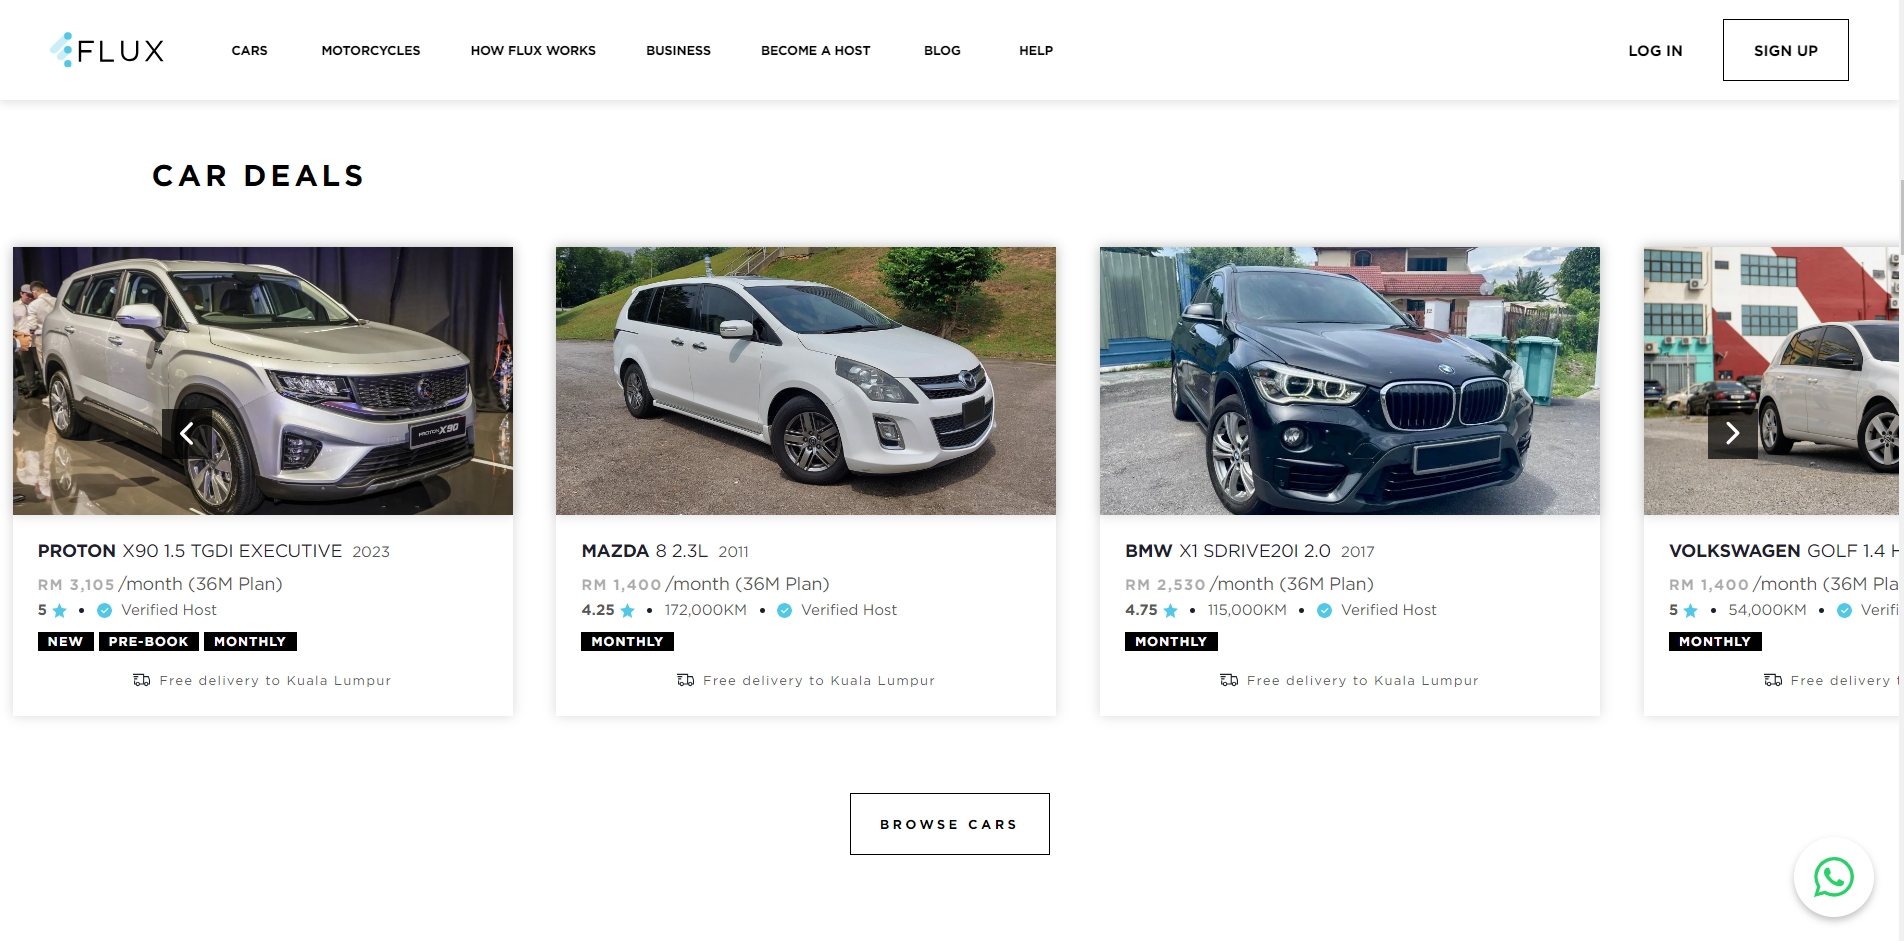 FLUX
CARS
MOTORCYCLES
HOW FLUX WORKS
BUSINESS
BECOME A HOST
BLOG
HELP
LOG IN
SIGN UP
CAR DEALS
PROTON X90
PROTON X90 1.5 TGDI EXECUTIVE 2023
RM 3,105 /month (36M Plan)
5 • Verified Host
NEW PRE-BOOK MONTHLY
Free delivery to Kuala Lumpur
MAZDA 8 2.3L 2011
RM 1,400 /month (36M Plan)
4.25 • 172,000KM • Verified Host
MONTHLY
Free delivery to Kuala Lumpur
BMW X1 SDRIVE20I 2.0 2017
RM 2,530 /month (36M Plan)
4.75 • 115,000KM • Verified Host
MONTHLY
Free delivery to Kuala Lumpur
VOLKSWAGEN GOLF 1.4 H
RM 1,400 /month (36M Pla
5 • 54,000KM • Verifi
MONTHLY
Free delivery t
BROWSE CARS